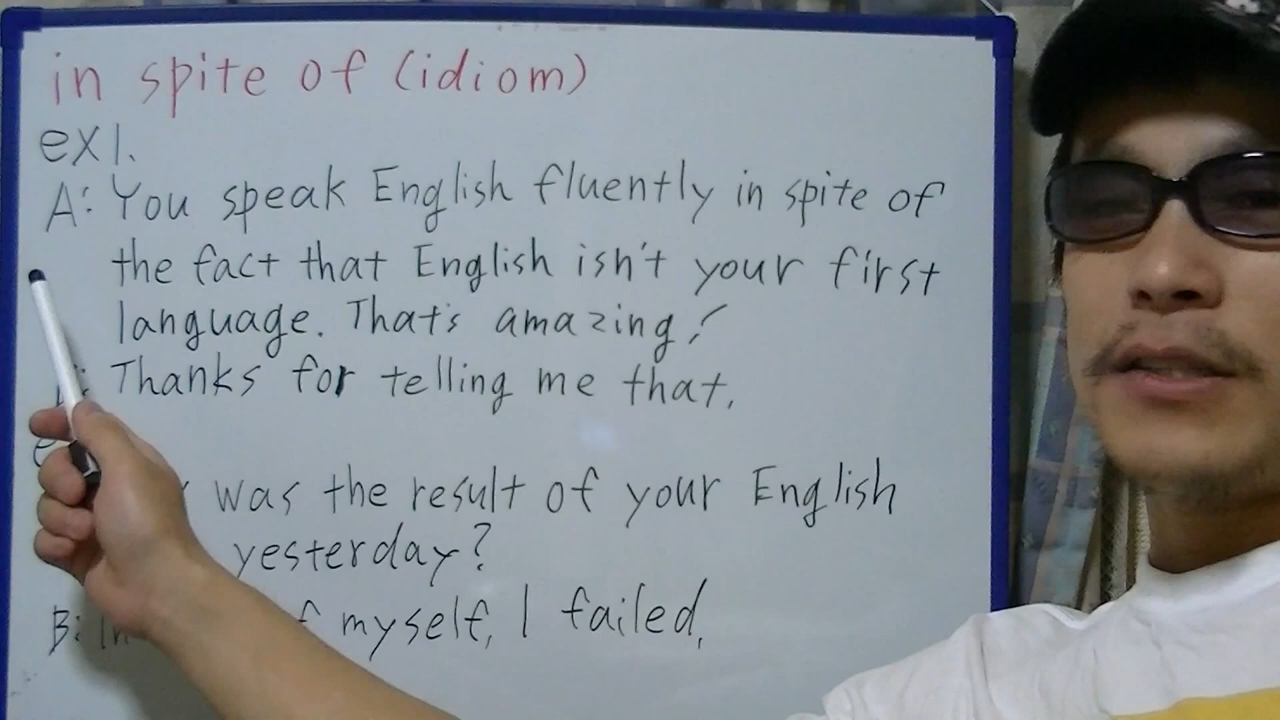 in spite of (idiom)
ex1.
A: You speak English fluently in spite of
the fact that English isn't your first
language. That's amazing!
Thanks for telling me that.
was the result of your English
yesterday?
B: In myself, I failed.